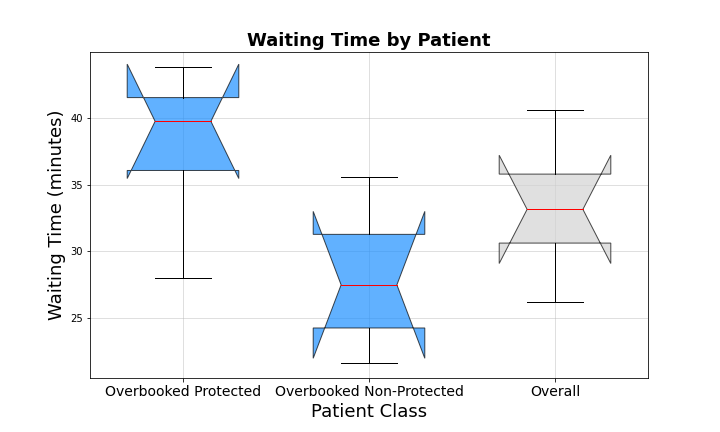 Waiting Time by Patient
Waiting Time (minutes)
40
35
30
25
Overbooked Protected
Overbooked Non-Protected
Overall
Patient Class